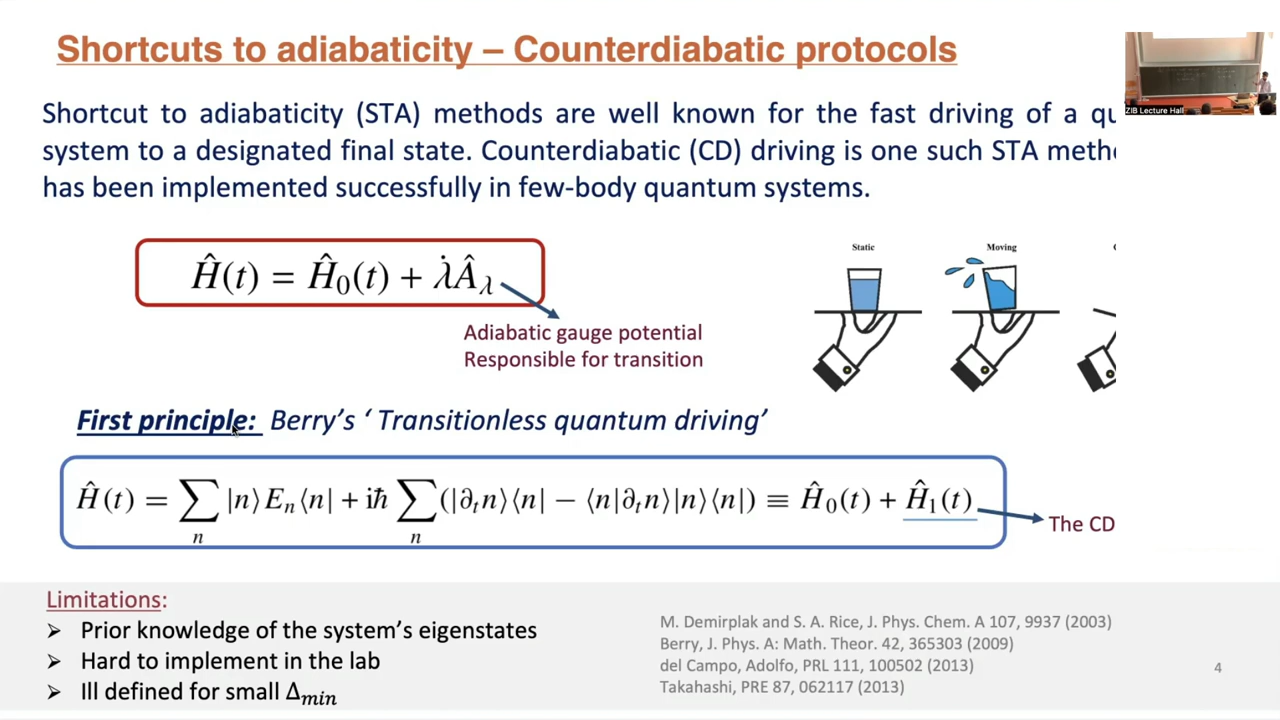 Shortcuts to adiabaticity – Counterdiabatic protocols
ZIB Lecture Hall
Shortcut to adiabaticity (STA) methods are well known for the fast driving of a qu
system to a designated final state. Counterdiabatic (CD) driving is one such STA meth
has been implemented successfully in few-body quantum systems.
Static Moving
Ĥ(t) = Ĥ₀(t) + λ̇Â_λ
Adiabatic gauge potential
Responsible for transition
First principle: Berry's ‘ Transitionless quantum driving’
Ĥ(t) = ∑_n |n⟩E_n⟨n| + iħ ∑_n (|∂ₜn⟩⟨n| − ⟨n|∂ₜn⟩|n⟩⟨n|) ≡ Ĥ₀(t) + Ĥ₁(t)
The CD
Limitations:
➢ Prior knowledge of the system’s eigenstates
➢ Hard to implement in the lab
➢ Ill defined for small Δ_min
M. Demirplak and S. A. Rice, J. Phys. Chem. A 107, 9937 (2003)
Berry, J. Phys. A: Math. Theor. 42, 365303 (2009)
del Campo, Adolfo, PRL 111, 100502 (2013)
Takahashi, PRE 87, 062117 (2013)
4